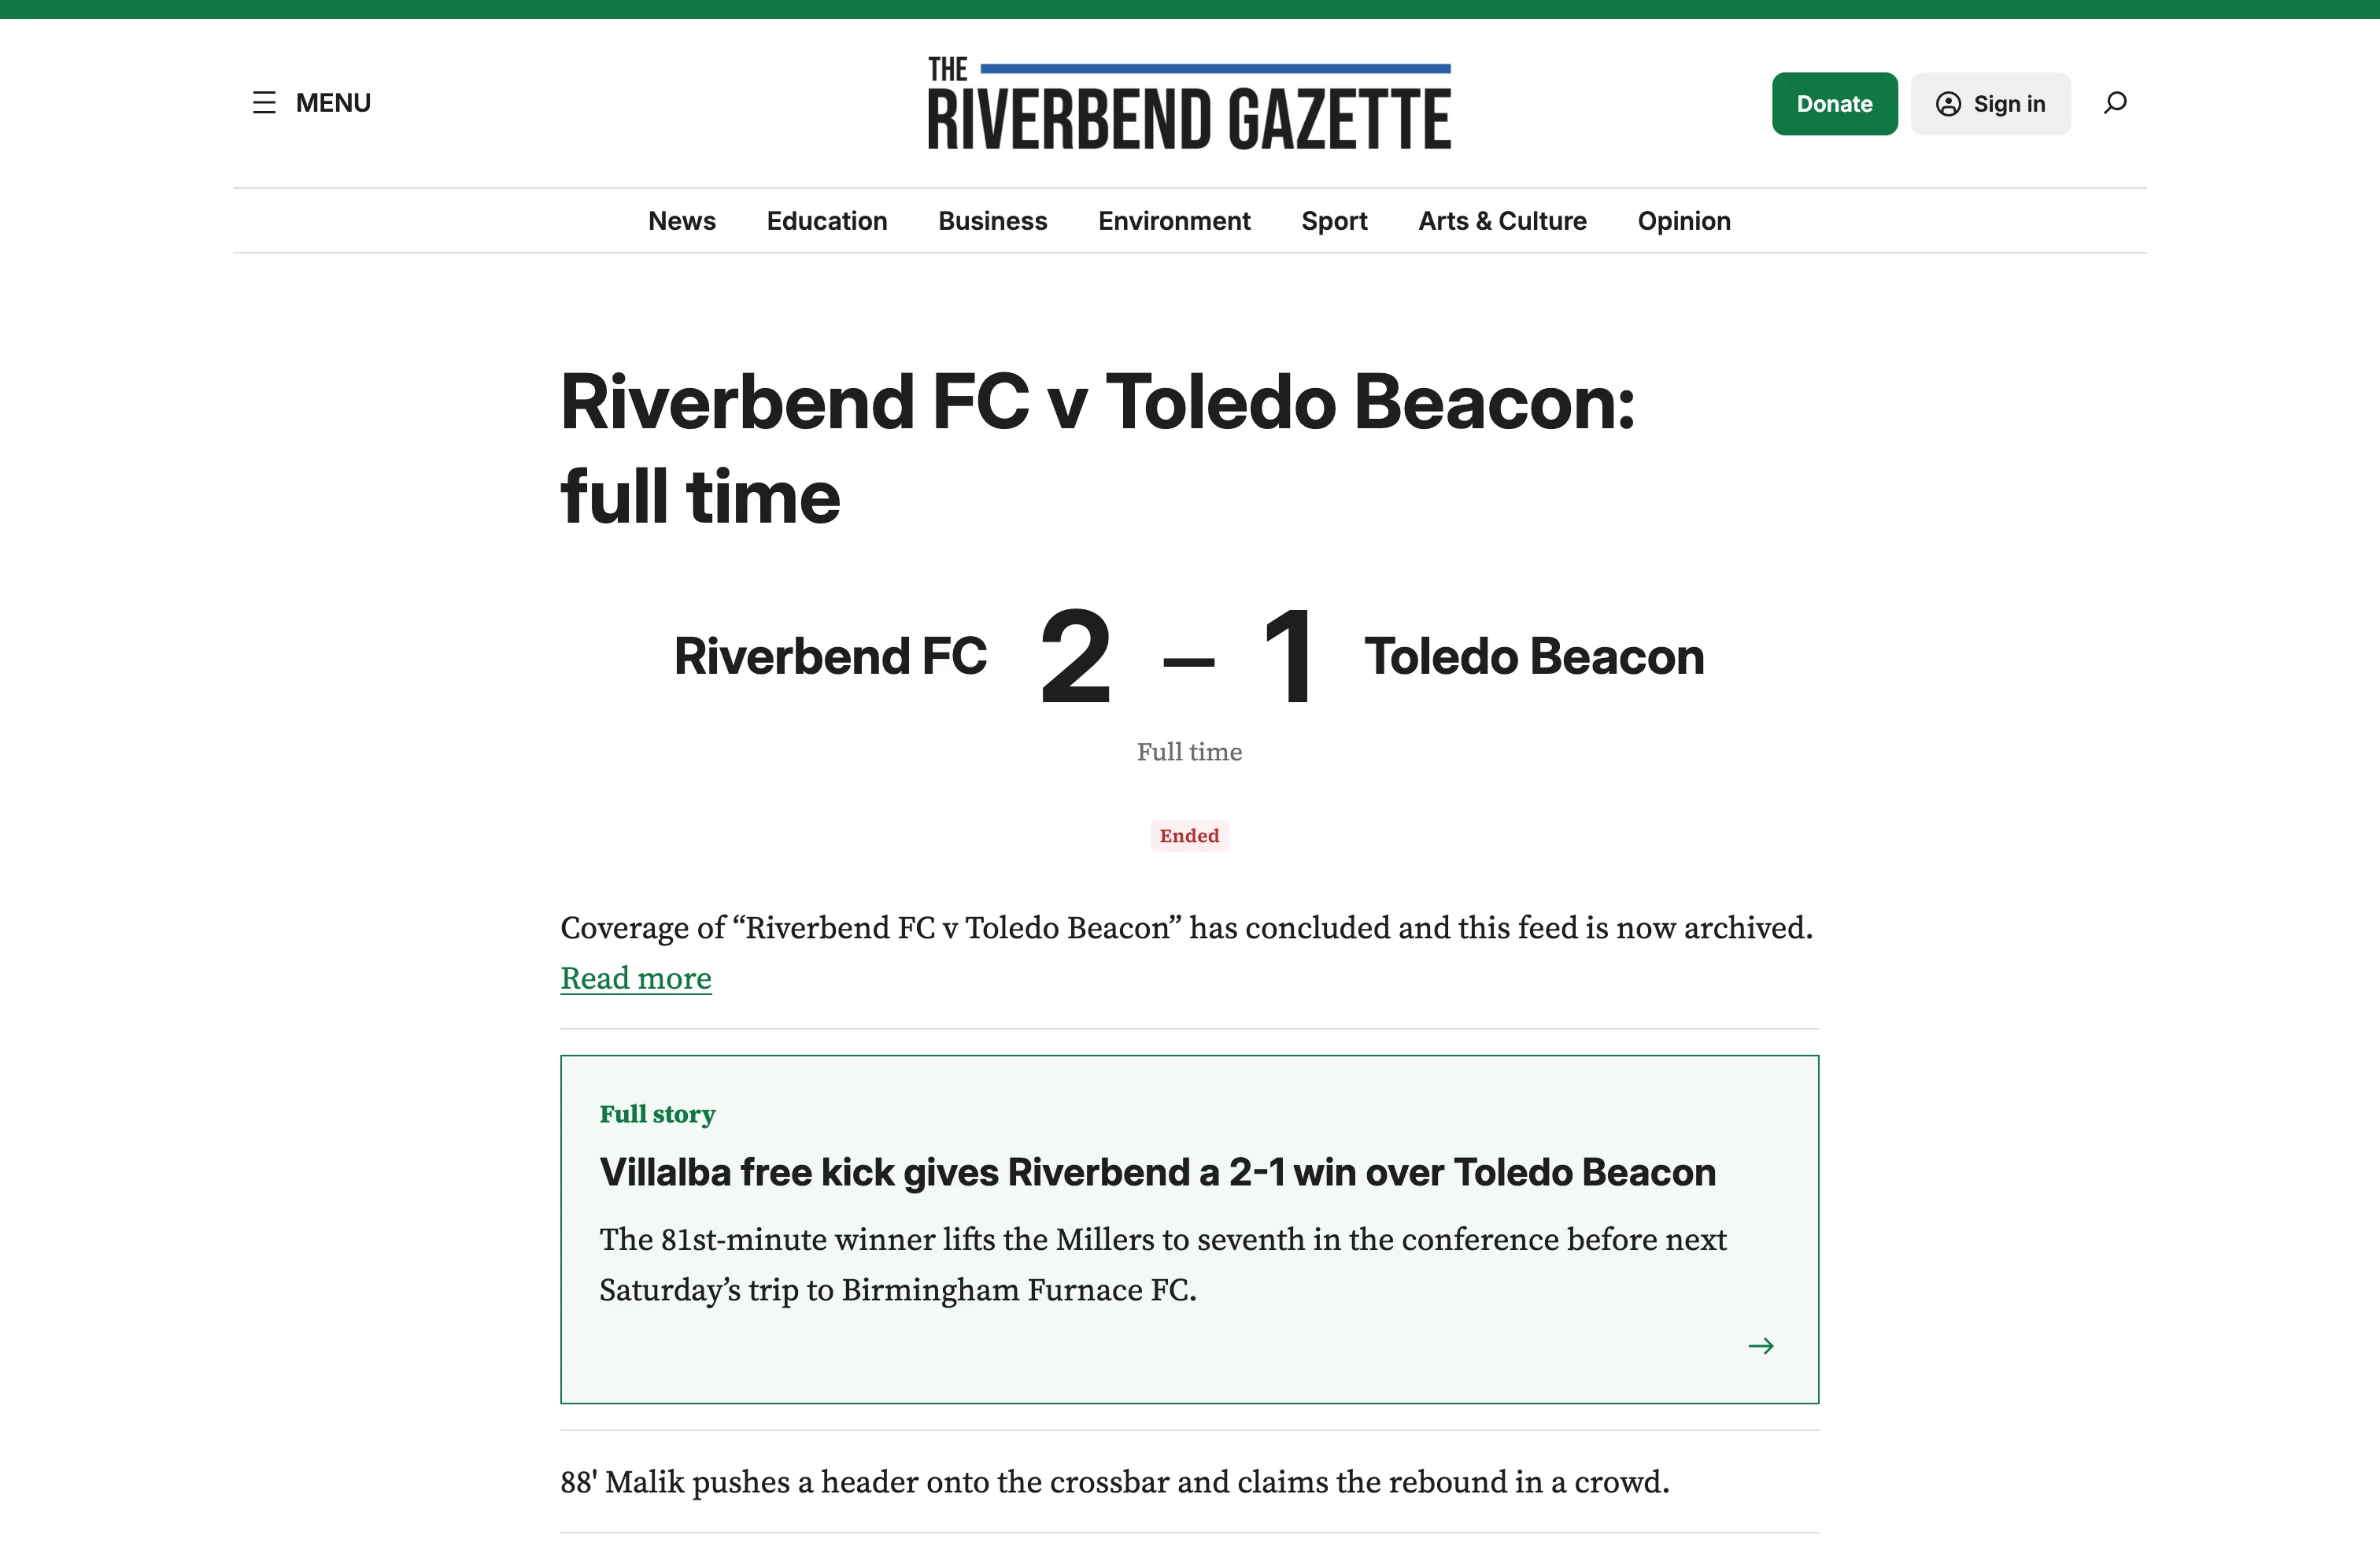 MENU
THE
RIVERBEND GAZETTE
Donate
Sign in
News Education Business Environment Sport Arts & Culture Opinion
Riverbend FC v Toledo Beacon:
full time
Riverbend FC 2 – 1 Toledo Beacon
Full time
Ended
Coverage of “Riverbend FC v Toledo Beacon” has concluded and this feed is now archived.
Read more
Full story
Villalba free kick gives Riverbend a 2-1 win over Toledo Beacon
The 81st-minute winner lifts the Millers to seventh in the conference before next
Saturday’s trip to Birmingham Furnace FC.
88' Malik pushes a header onto the crossbar and claims the rebound in a crowd.